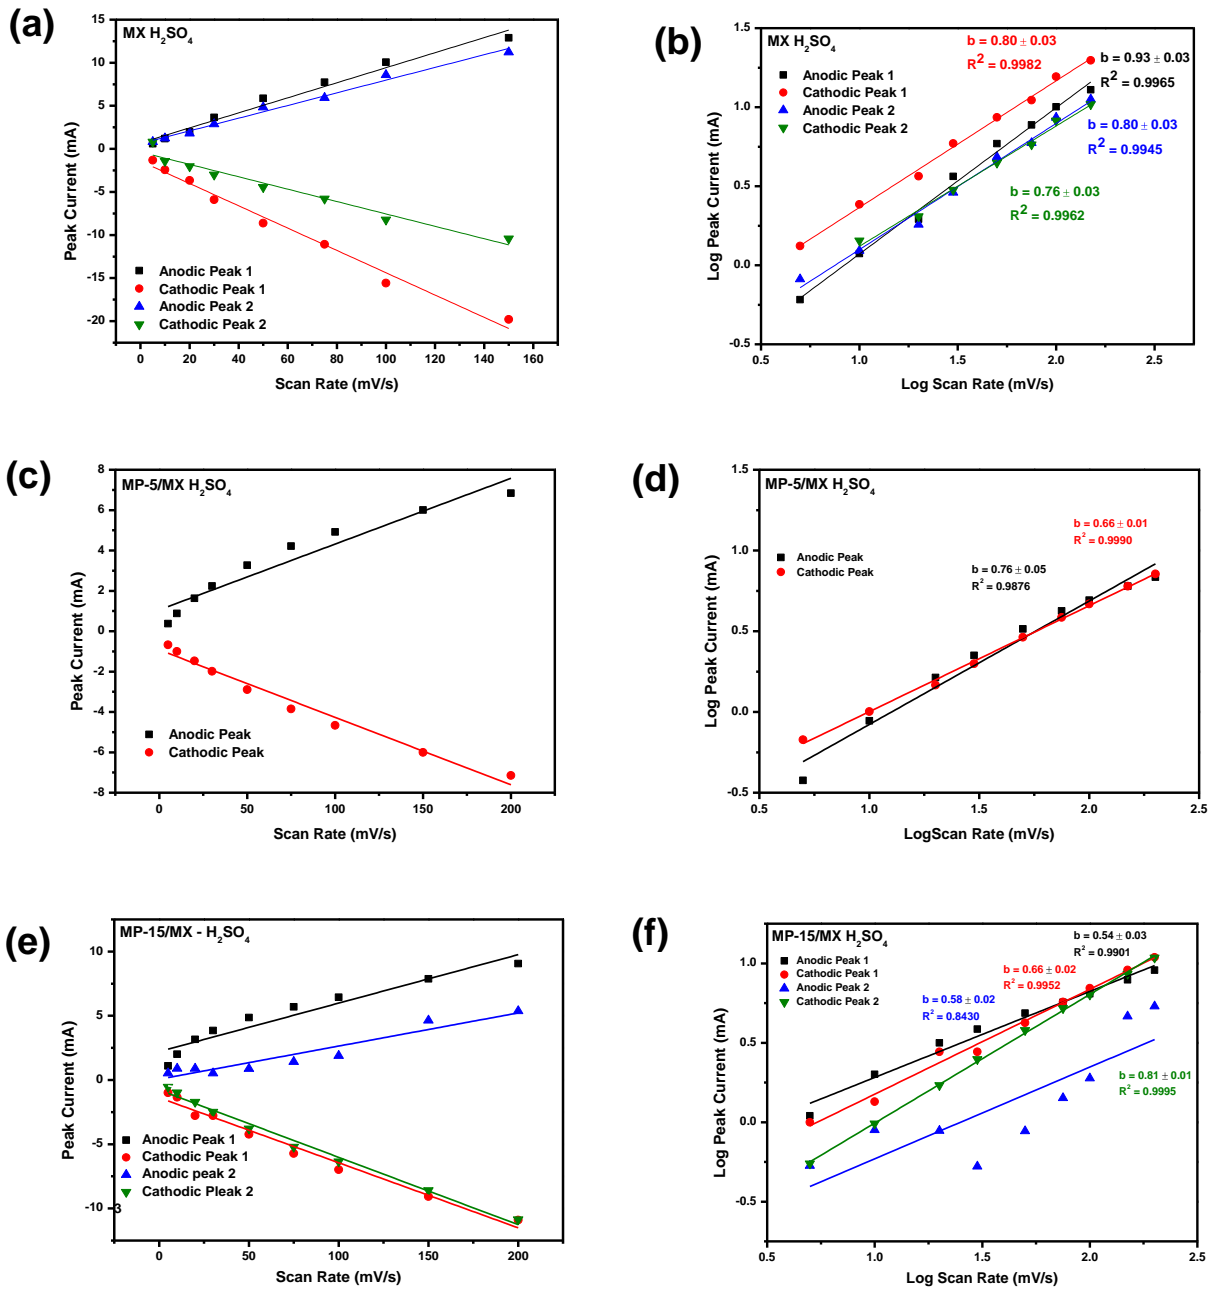 (a)
MX H₂SO₄
15
10
5
0
-5
-10
-15
-20
Peak Current (mA)
Anodic Peak 1
Cathodic Peak 1
Anodic Peak 2
Cathodic Peak 2
0 20 40 60 80 100 120 140 160
Scan Rate (mV/s)
(b)
MX H₂SO₄
1.5
1.0
0.5
0.0
-0.5
Log Peak Current (mA)
Anodic Peak 1
Cathodic Peak 1
Anodic Peak 2
Cathodic Peak 2
b = 0.80 ± 0.03
R² = 0.9982
b = 0.93 ± 0.03
R² = 0.9965
b = 0.80 ± 0.03
R² = 0.9945
b = 0.76 ± 0.03
R² = 0.9962
0.5 1.0 1.5 2.0 2.5
Log Scan Rate (mV/s)
(c)
MP-5/MX H₂SO₄
8
6
4
2
0
-2
-4
-6
-8
Peak Current (mA)
Anodic Peak
Cathodic Peak
0 50 100 150 200
Scan Rate (mV/s)
(d)
MP-5/MX H₂SO₄
1.5
1.0
0.5
0.0
-0.5
Log Peak Current (mA)
Anodic Peak
Cathodic Peak
b = 0.66 ± 0.01
R² = 0.9990
b = 0.76 ± 0.05
R² = 0.9876
0.5 1.0 1.5 2.0 2.5
LogScan Rate (mV/s)
(e)
MP-15/MX - H₂SO₄
10
5
0
-5
-10
3
Peak Current (mA)
Anodic Peak 1
Cathodic Peak 1
Anodic peak 2
Cathodic Pleak 2
0 50 100 150 200
Scan Rate (mV/s)
(f)
MP-15/MX H₂SO₄
1.0
0.5
0.0
-0.5
Log Peak Current (mA)
Anodic Peak 1
Cathodic Peak 1
Anodic Peak 2
Cathodic Peak 2
b = 0.54 ± 0.03
R² = 0.9901
b = 0.66 ± 0.02
R² = 0.9952
b = 0.58 ± 0.02
R² = 0.8430
b = 0.81 ± 0.01
R² = 0.9995
0.5 1.0 1.5 2.0 2.5
Log Scan Rate (mV/s)